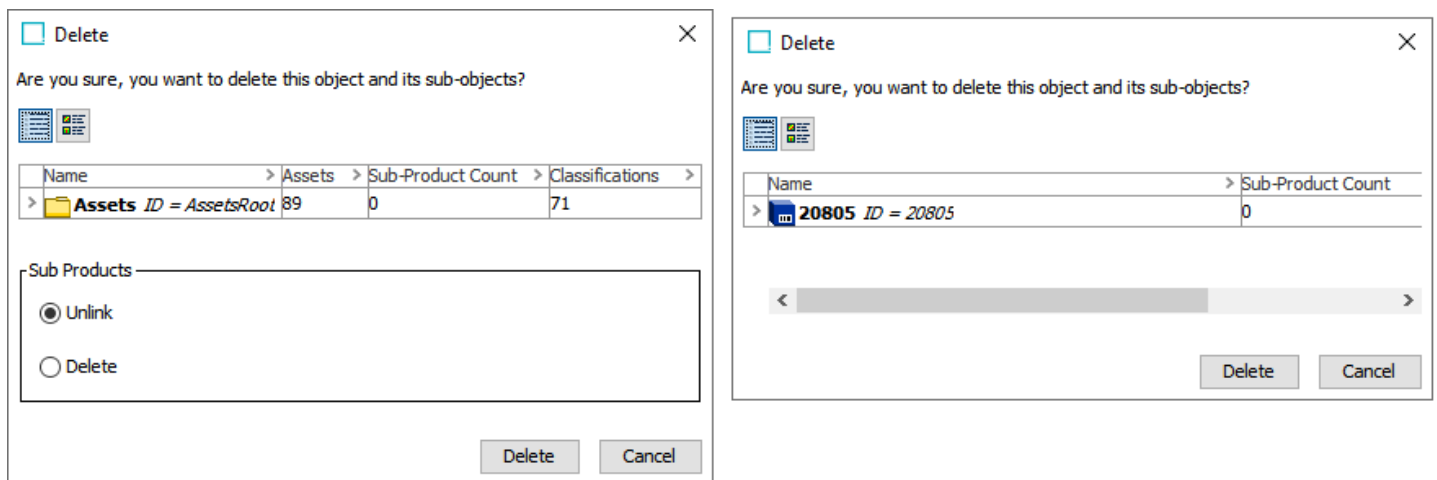 Delete
Are you sure, you want to delete this object and its sub-objects?
Name > Assets > Sub-Product Count > Classifications >
> Assets ID = AssetsRoot 89 0 71
Sub Products
Unlink
Delete
Delete Cancel
Delete
Are you sure, you want to delete this object and its sub-objects?
Name > Sub-Product Count
> 20805 ID = 20805 0
Delete Cancel